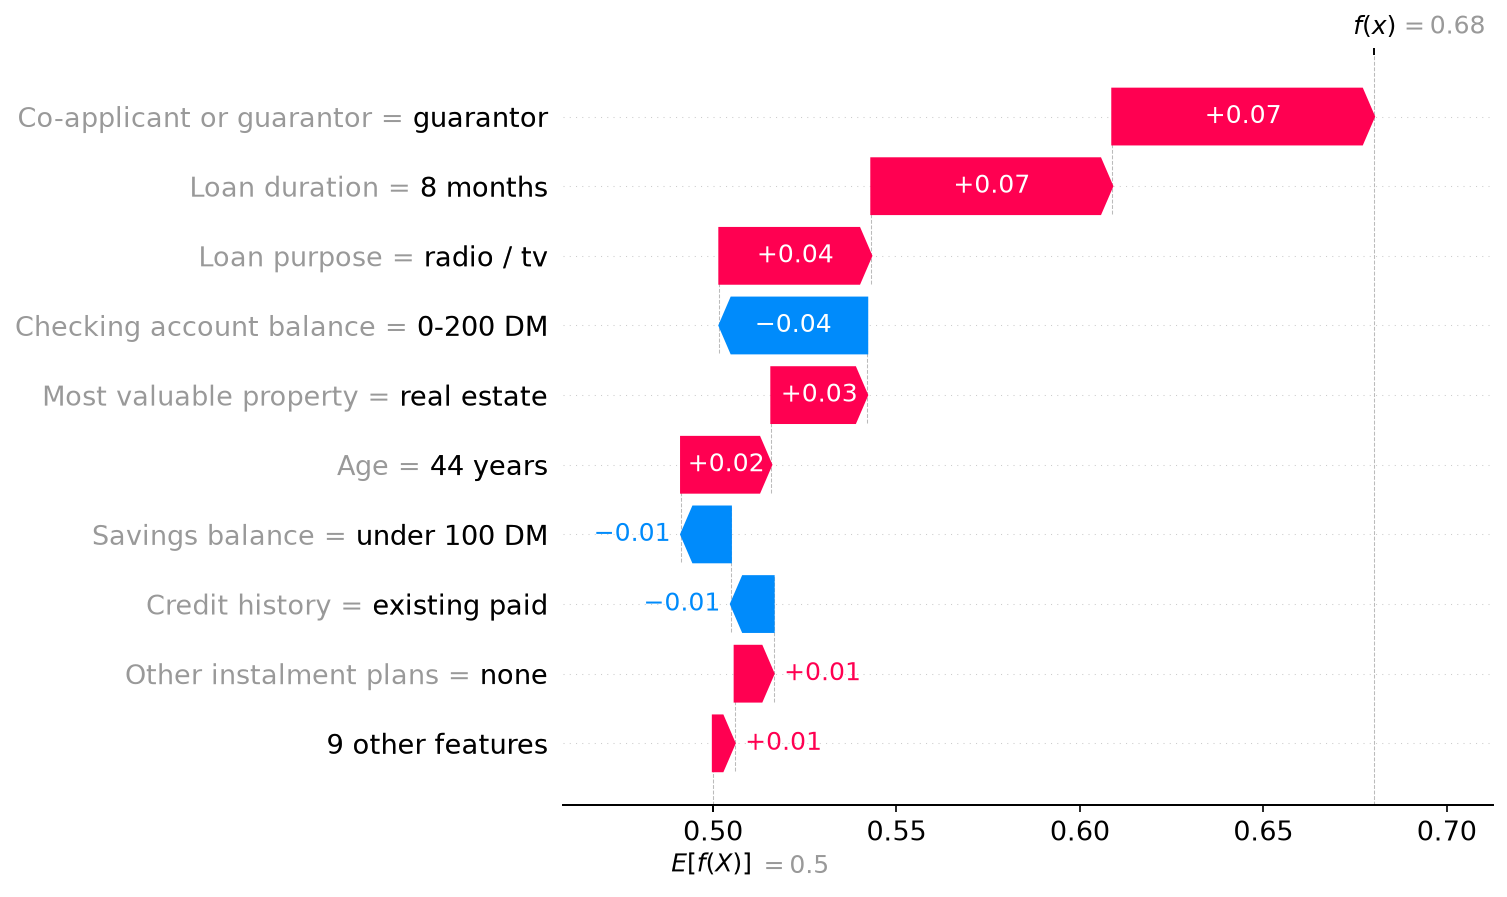 f(x) = 0.68
Co-applicant or guarantor = guarantor +0.07
Loan duration = 8 months +0.07
Loan purpose = radio / tv +0.04
Checking account balance = 0-200 DM −0.04
Most valuable property = real estate +0.03
Age = 44 years +0.02
Savings balance = under 100 DM −0.01
Credit history = existing paid −0.01
Other instalment plans = none +0.01
9 other features +0.01
0.50 0.55 0.60 0.65 0.70
E[f(X)] = 0.5